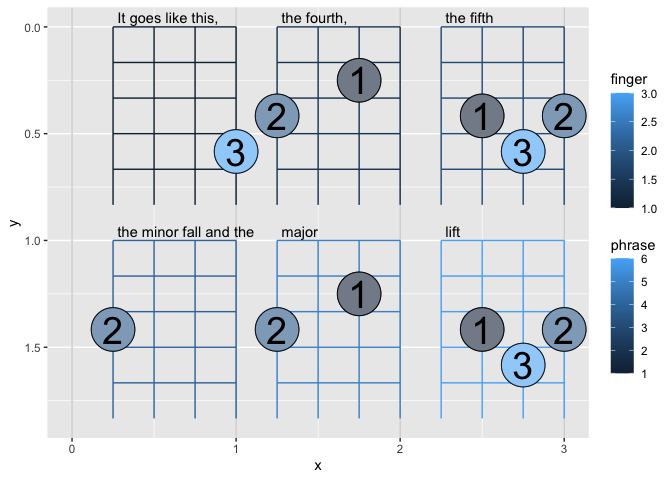 It goes like this, the fourth, the fifth
0.0
1
2 1 2
0.5
3 3
y
the minor fall and the major lift
1.0
1
2 2 1 2
1.5
3
0 1 2 3
x
finger
3.0
2.5
2.0
1.5
1.0
phrase
6
5
4
3
2
1